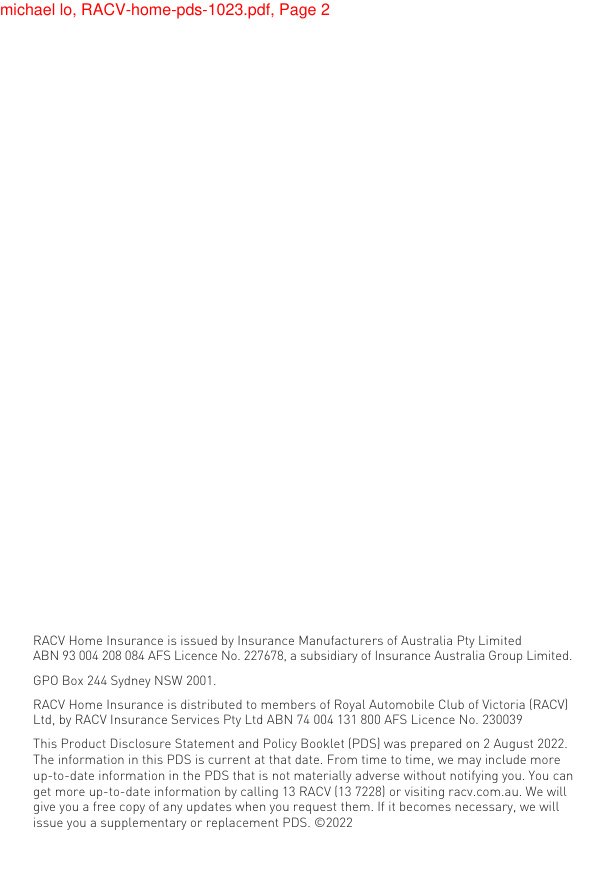 michael lo, RACV-home-pds-1023.pdf, Page 2
RACV Home Insurance is issued by Insurance Manufacturers of Australia Pty Limited
ABN 93 004 208 084 AFS Licence No. 227678, a subsidiary of Insurance Australia Group Limited.
GPO Box 244 Sydney NSW 2001.
RACV Home Insurance is distributed to members of Royal Automobile Club of Victoria (RACV)
Ltd, by RACV Insurance Services Pty Ltd ABN 74 004 131 800 AFS Licence No. 230039
This Product Disclosure Statement and Policy Booklet (PDS) was prepared on 2 August 2022.
The information in this PDS is current at that date. From time to time, we may include more
up-to-date information in the PDS that is not materially adverse without notifying you. You can
get more up-to-date information by calling 13 RACV (13 7228) or visiting racv.com.au. We will
give you a free copy of any updates when you request them. If it becomes necessary, we will
issue you a supplementary or replacement PDS. ©2022